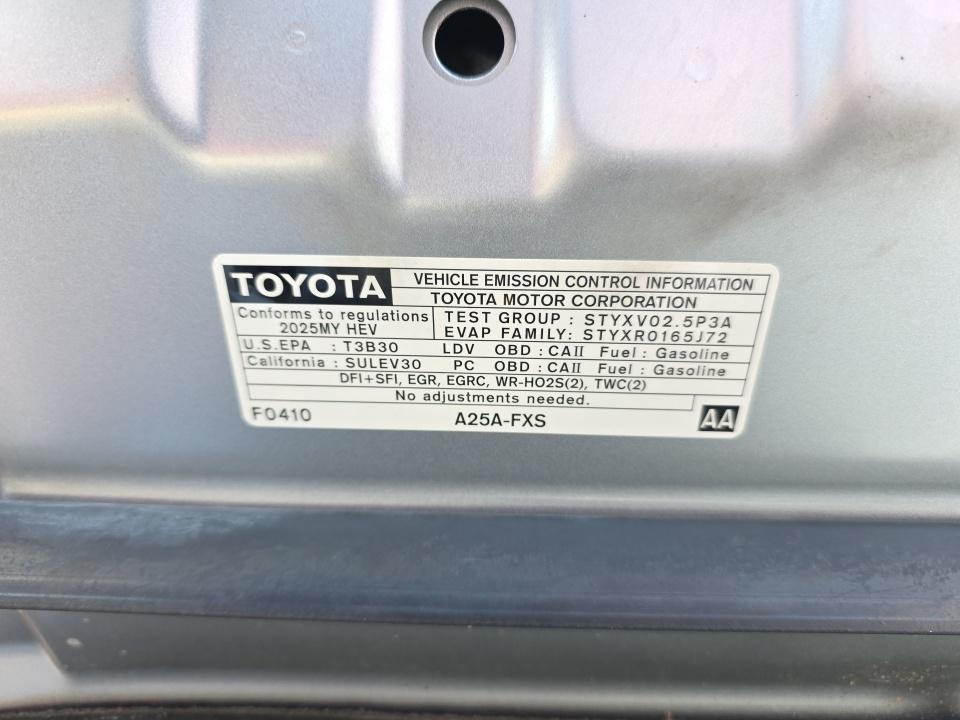 TOYOTA VEHICLE EMISSION CONTROL INFORMATION
TOYOTA MOTOR CORPORATION
Conforms to regulations
2025MY HEV
TEST GROUP : STYXV02.5P3A
EVAP FAMILY: STYXR0165J72
U.S.EPA : T3B30 LDV OBD : CAII Fuel : Gasoline
California : SULEV30 PC OBD : CAII Fuel : Gasoline
DFI+SFI, EGR, EGRC, WR-HO2S(2), TWC(2)
No adjustments needed.
F0410 A25A-FXS AA